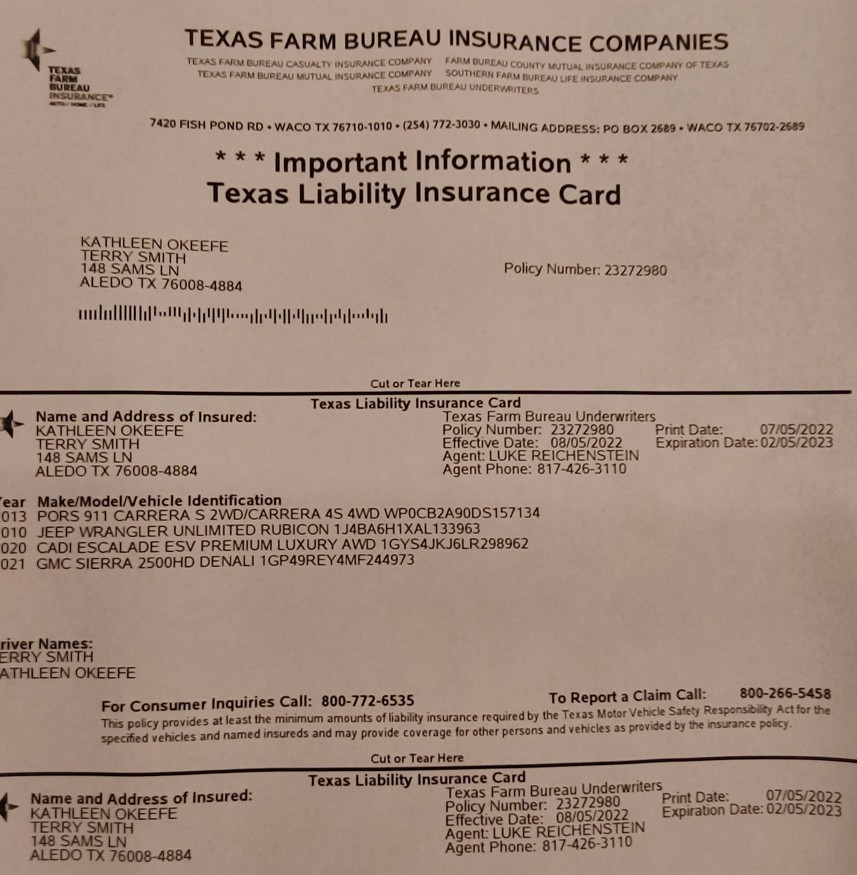 TEXAS FARM BUREAU INSURANCE COMPANIES
TEXAS FARM BUREAU CASUALTY INSURANCE COMPANY FARM BUREAU COUNTY MUTUAL INSURANCE COMPANY OF TEXAS
TEXAS FARM BUREAU MUTUAL INSURANCE COMPANY SOUTHERN FARM BUREAU LIFE INSURANCE COMPANY
TEXAS FARM BUREAU UNDERWRITERS
TEXAS
FARM
BUREAU
INSURANCE®
AUTO / HOME / LIFE
7420 FISH POND RD • WACO TX 76710-1010 • (254) 772-3030 • MAILING ADDRESS: PO BOX 2689 • WACO TX 76702-2689
* * * Important Information * * *
Texas Liability Insurance Card
KATHLEEN OKEEFE
TERRY SMITH
148 SAMS LN
ALEDO TX 76008-4884
Policy Number: 23272980
Cut or Tear Here
Texas Liability Insurance Card
Name and Address of Insured:
KATHLEEN OKEEFE
TERRY SMITH
148 SAMS LN
ALEDO TX 76008-4884
Texas Farm Bureau Underwriters
Policy Number: 23272980 Print Date: 07/05/2022
Effective Date: 08/05/2022 Expiration Date: 02/05/2023
Agent: LUKE REICHENSTEIN
Agent Phone: 817-426-3110
ear Make/Model/Vehicle Identification
013 PORS 911 CARRERA S 2WD/CARRERA 4S 4WD WP0CB2A90DS157134
010 JEEP WRANGLER UNLIMITED RUBICON 1J4BA6H1XAL133963
020 CADI ESCALADE ESV PREMIUM LUXURY AWD 1GYS4JKJ6LR298962
021 GMC SIERRA 2500HD DENALI 1GP49REY4MF244973
river Names:
ERRY SMITH
ATHLEEN OKEEFE
For Consumer Inquiries Call: 800-772-6535 To Report a Claim Call: 800-266-5458
This policy provides at least the minimum amounts of liability insurance required by the Texas Motor Vehicle Safety Responsibility Act for the
specified vehicles and named insureds and may provide coverage for other persons and vehicles as provided by the insurance policy.
Cut or Tear Here
Texas Liability Insurance Card
Name and Address of Insured:
KATHLEEN OKEEFE
TERRY SMITH
148 SAMS LN
ALEDO TX 76008-4884
Texas Farm Bureau Underwriters
Policy Number: 23272980 Print Date: 07/05/2022
Effective Date: 08/05/2022 Expiration Date: 02/05/2023
Agent: LUKE REICHENSTEIN
Agent Phone: 817-426-3110